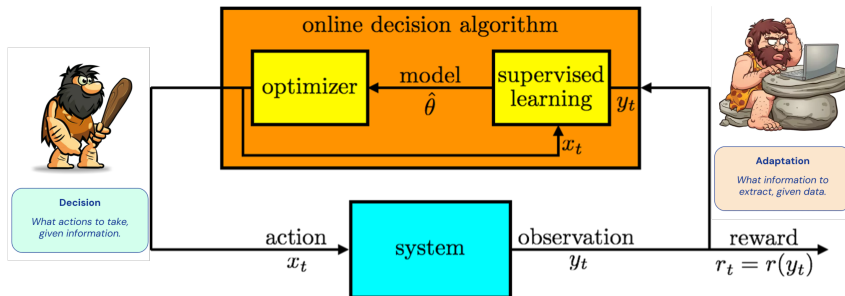 online decision algorithm
optimizer
model
θ̂
supervised
learning
y_t
x_t
Decision
What actions to take,
given information.
Adaptation
What information to
extract, given data.
action
x_t
system
observation
y_t
reward
r_t = r(y_t)